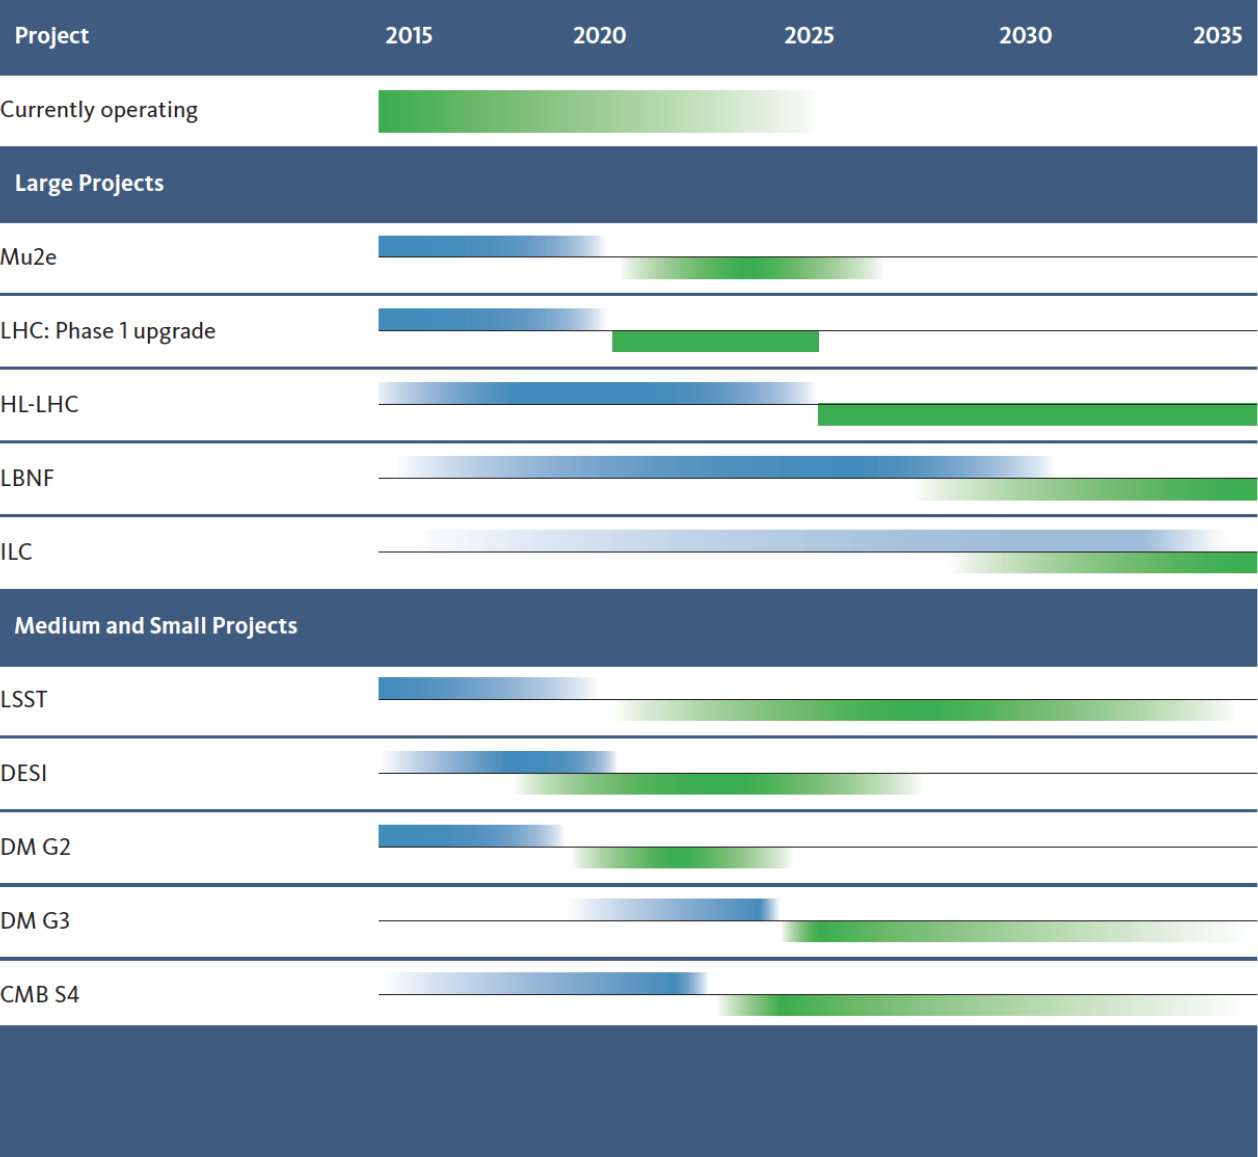 Project 2015 2020 2025 2030 2035
Currently operating
Large Projects
Mu2e
LHC: Phase 1 upgrade
HL-LHC
LBNF
ILC
Medium and Small Projects
LSST
DESI
DM G2
DM G3
CMB S4